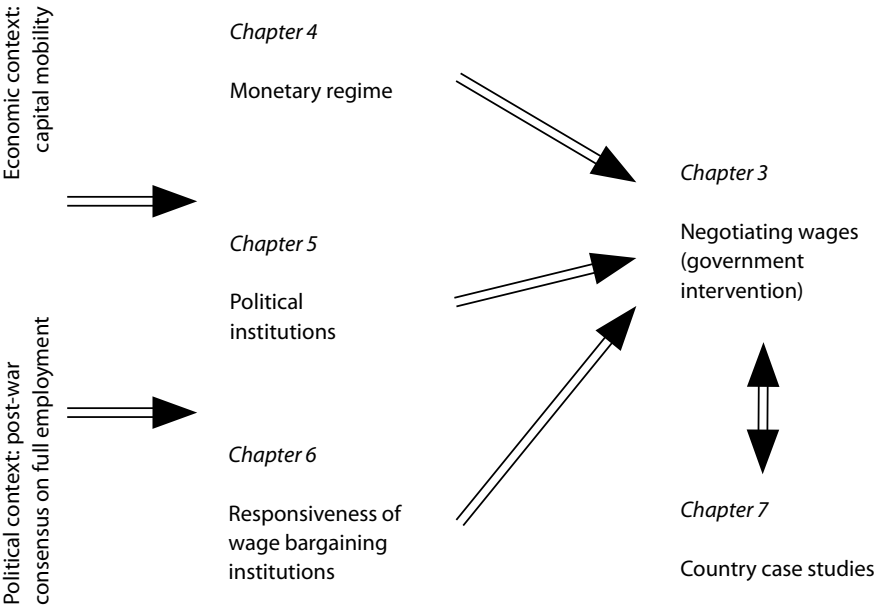 Economic context:
capital mobility
Political context: post-war
consensus on full employment
Chapter 4
Monetary regime
Chapter 5
Political
institutions
Chapter 6
Responsiveness of
wage bargaining
institutions
Chapter 3
Negotiating wages
(government
intervention)
Chapter 7
Country case studies